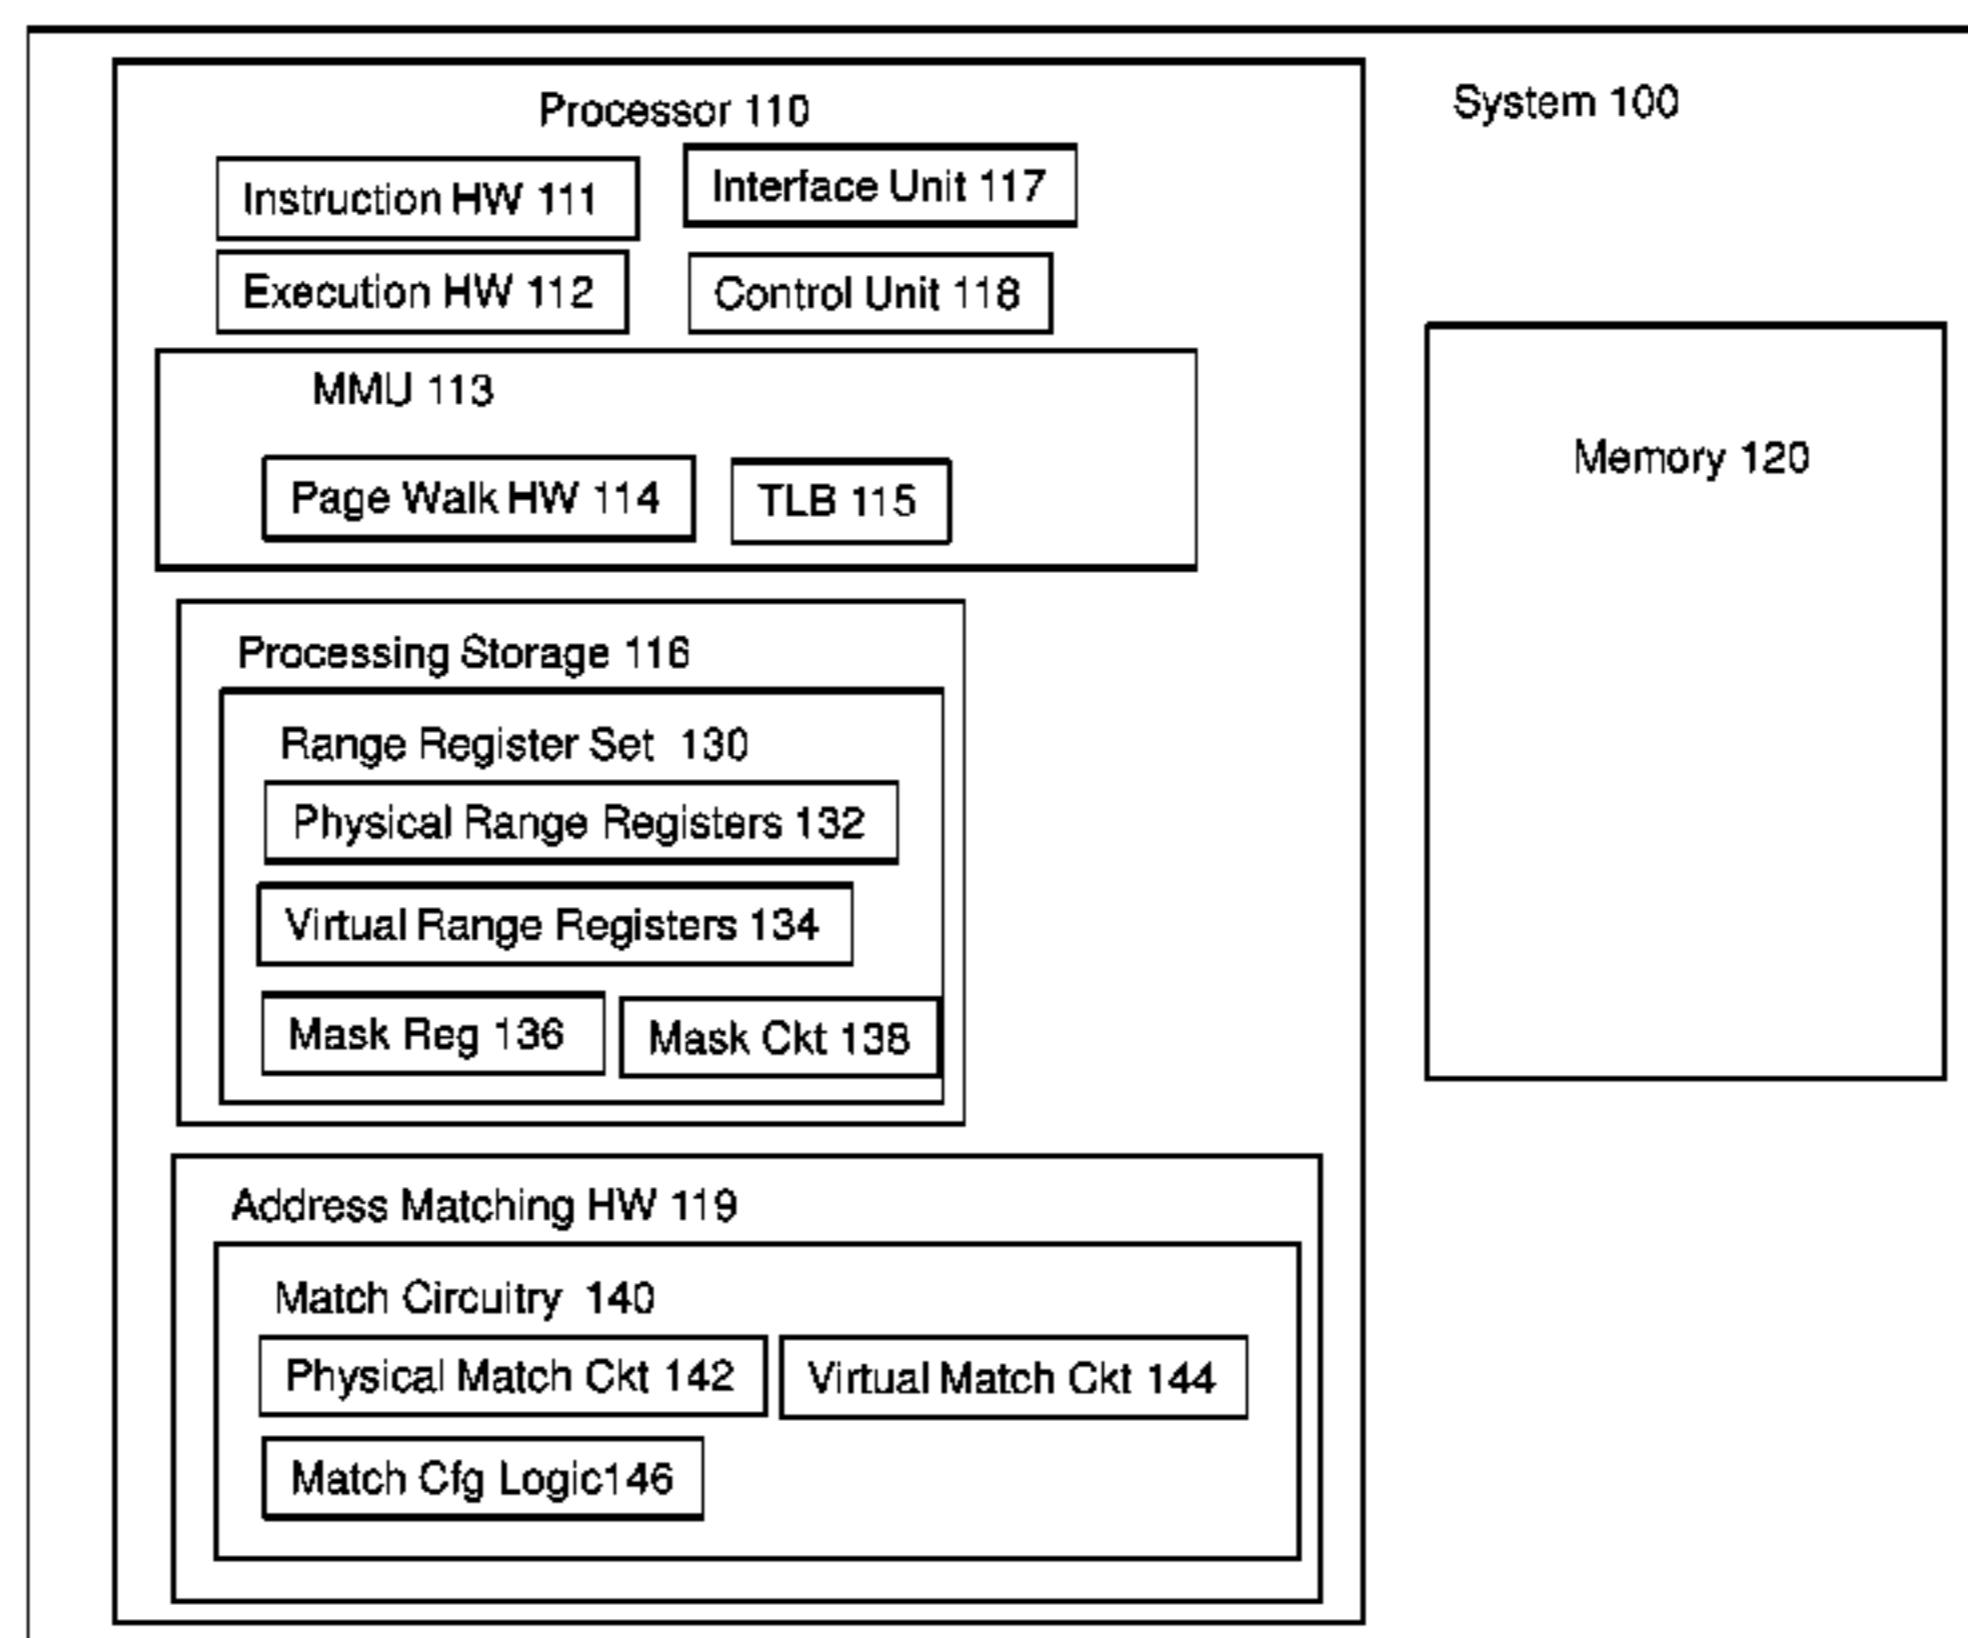 Processor 110
System 100
Instruction HW 111
Interface Unit 117
Execution HW 112
Control Unit 118
MMU 113
Page Walk HW 114
TLB 115
Memory 120
Processing Storage 116
Range Register Set 130
Physical Range Registers 132
Virtual Range Registers 134
Mask Reg 136
Mask Ckt 138
Address Matching HW 119
Match Circuitry 140
Physical Match Ckt 142
Virtual Match Ckt 144
Match Cfg Logic146